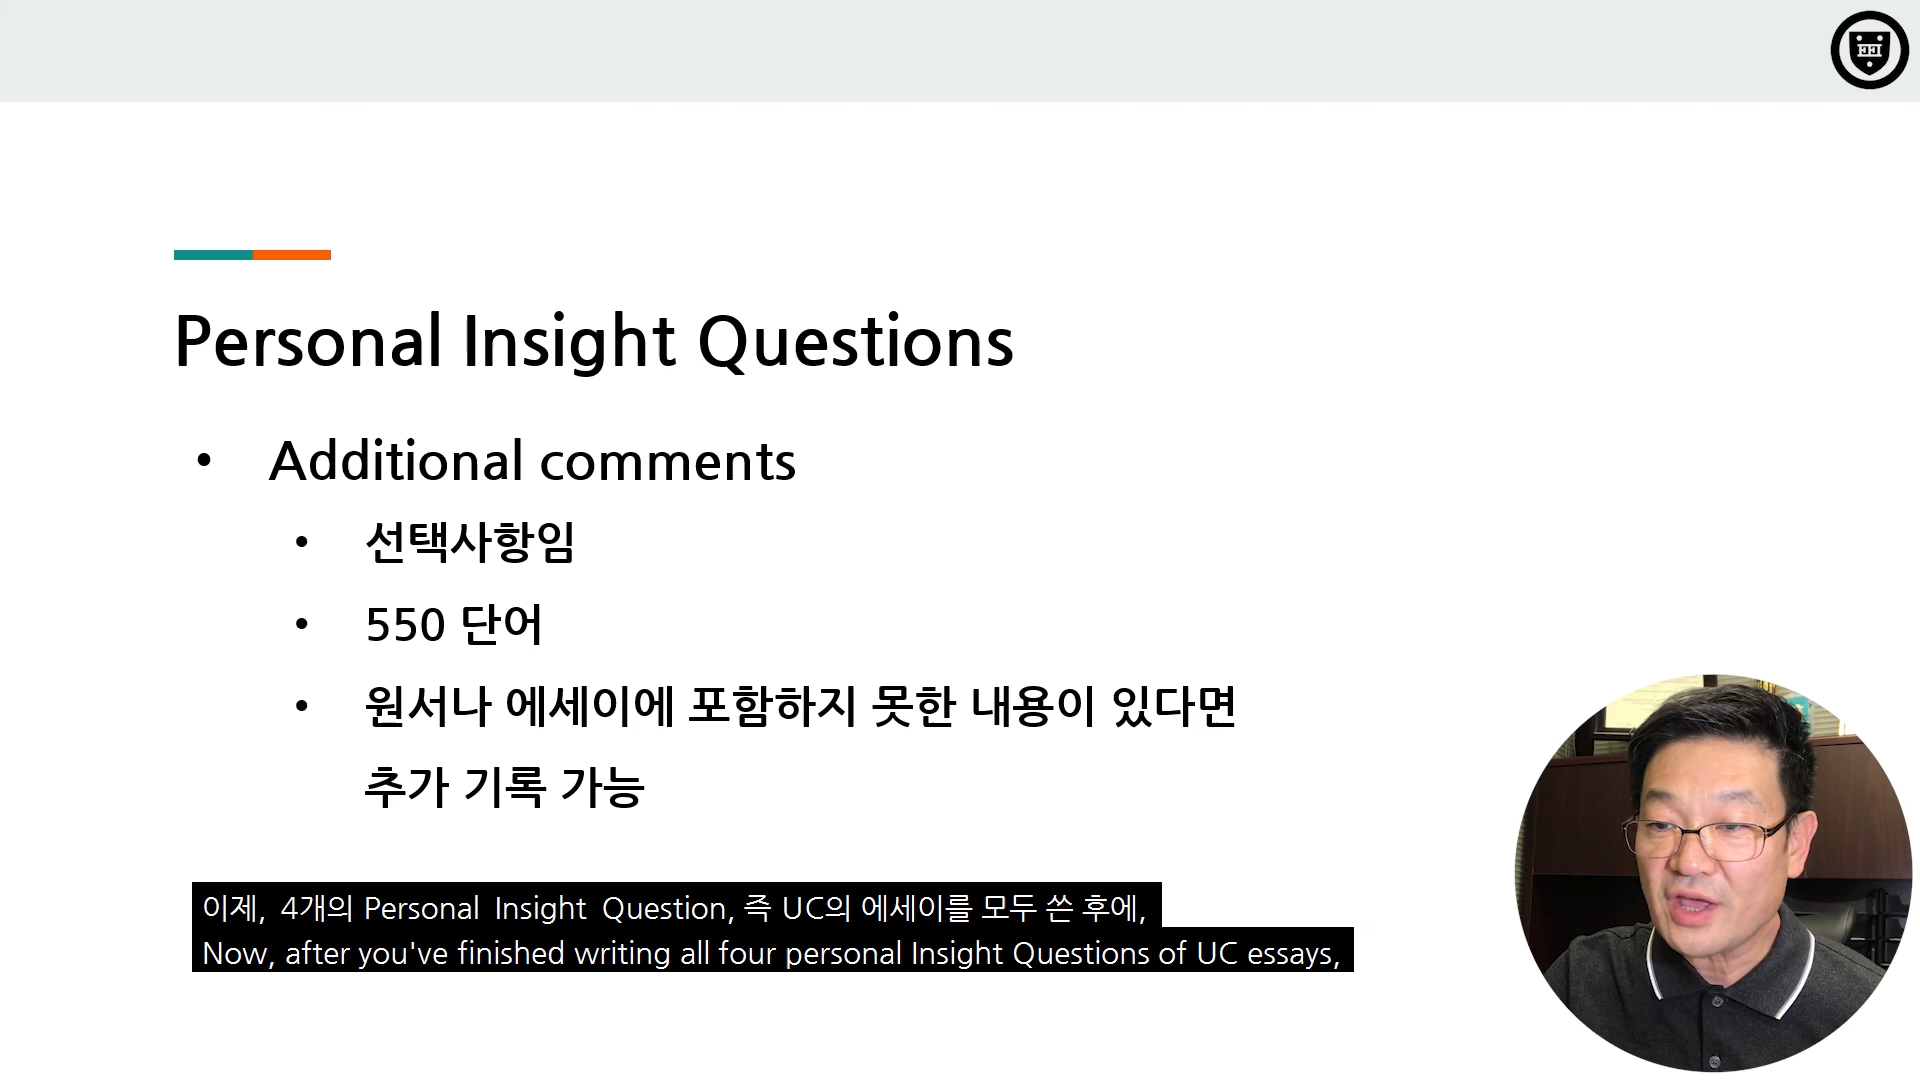 EEI
Personal Insight Questions
• Additional comments
• 선택사항임
• 550 단어
• 원서나 에세이에 포함하지 못한 내용이 있다면
추가 기록 가능
이제, 4개의 Personal Insight Question, 즉 UC의 에세이를 모두 쓴 후에,
Now, after you've finished writing all four personal Insight Questions of UC essays,